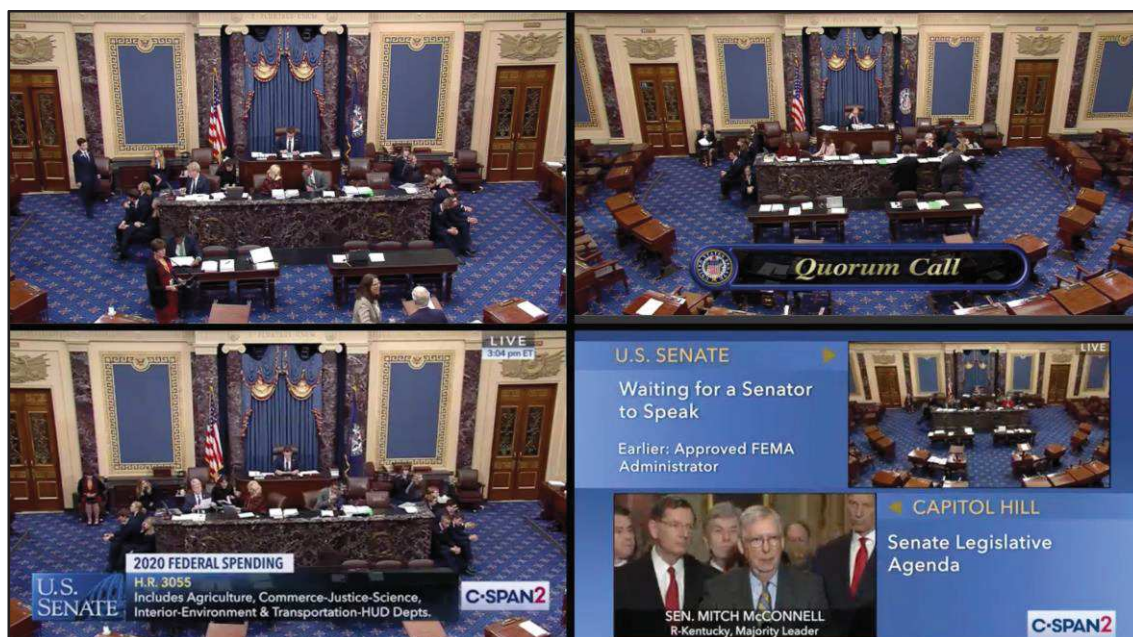 Quorum Call
LIVE
3:04 pm ET
2020 FEDERAL SPENDING
H.R. 3055
Includes Agriculture, Commerce-Justice-Science,
Interior-Environment & Transportation-HUD Depts.
U.S.
SENATE
C-SPAN2
U.S. SENATE
Waiting for a Senator
to Speak
Earlier: Approved FEMA
Administrator
LIVE
CAPITOL HILL
Senate Legislative
Agenda
SEN. MITCH McCONNELL
R-Kentucky, Majority Leader
C-SPAN2